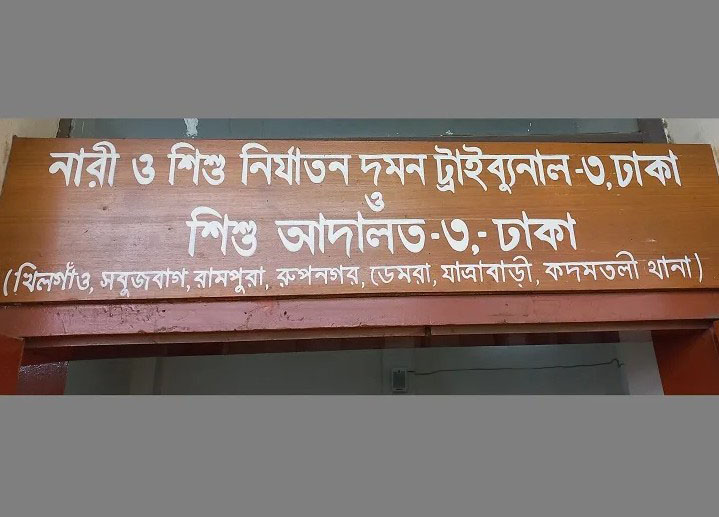 নারী ও শিশু নির্যাতন দমন ট্রাইব্যুনাল-৩, ঢাকা
ও
শিশু আদালত-৩,- ঢাকা
(খিলগাঁও, সবুজবাগ, রামপুরা, রুপনগর, ডেমরা, যাত্রাবাড়ী, কদমতলী থানা)